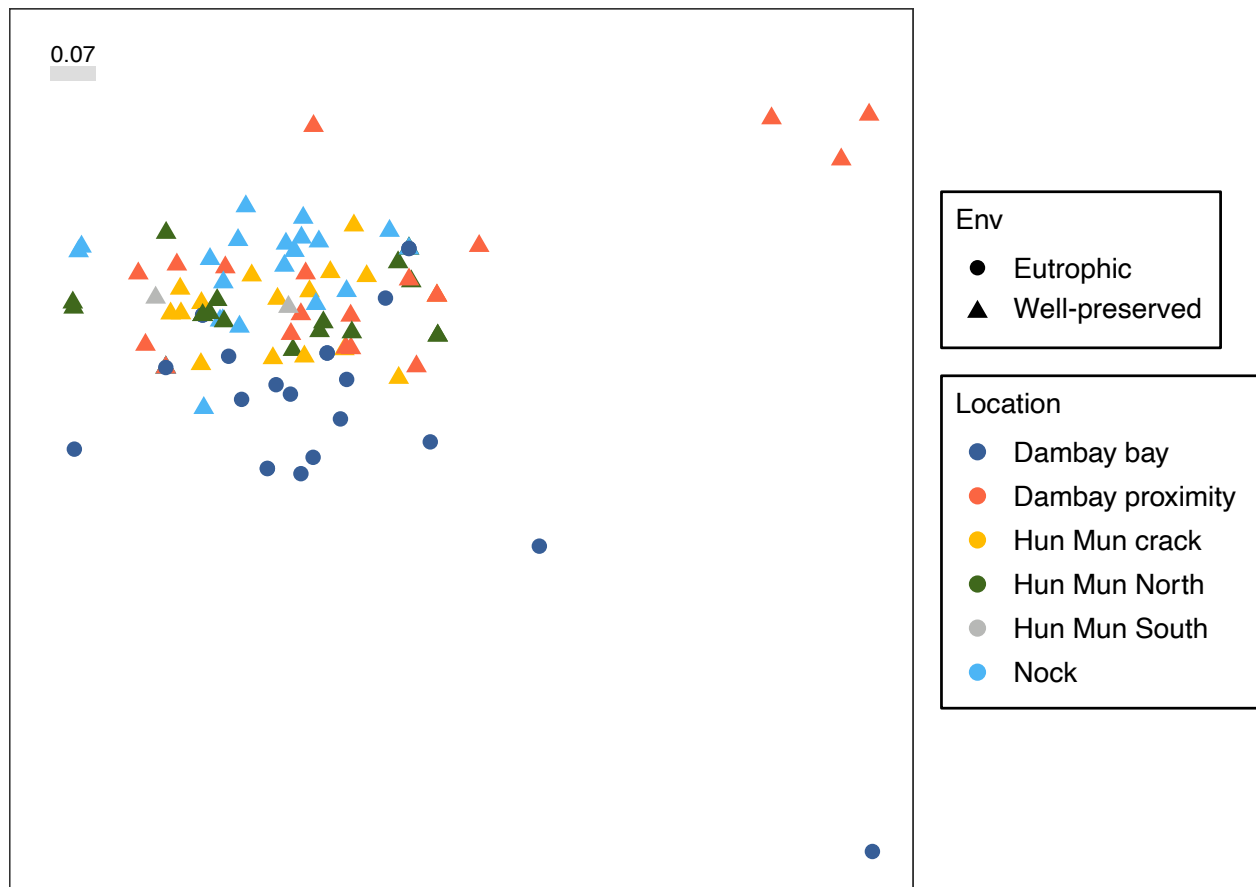 0.07
Env
Eutrophic
Well-preserved
Location
Dambay bay
Dambay proximity
Hun Mun crack
Hun Mun North
Hun Mun South
Nock